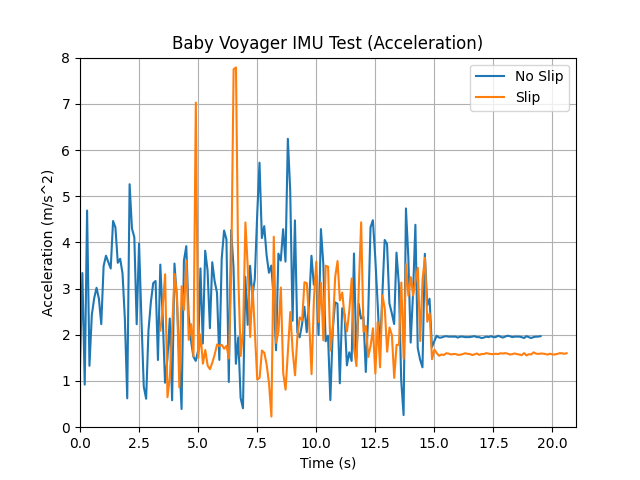 Baby Voyager IMU Test (Acceleration)
No Slip
Slip
Acceleration (m/s^2)
8
7
6
5
4
3
2
1
0
0.0 2.5 5.0 7.5 10.0 12.5 15.0 17.5 20.0
Time (s)